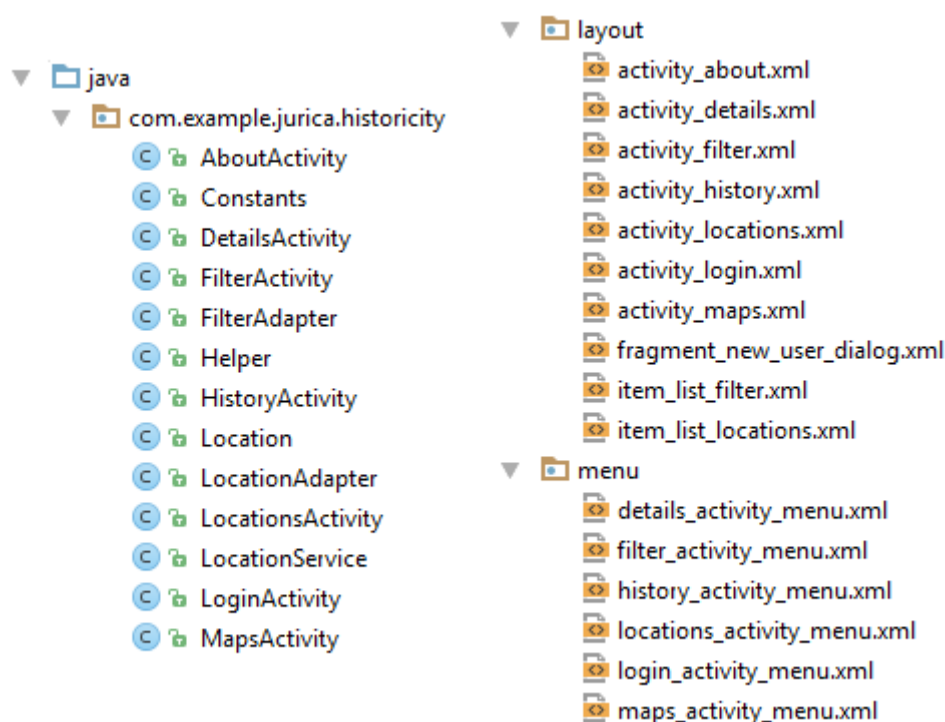 java
com.example.jurica.historicity
AboutActivity
Constants
DetailsActivity
FilterActivity
FilterAdapter
Helper
HistoryActivity
Location
LocationAdapter
LocationsActivity
LocationService
LoginActivity
MapsActivity
layout
activity_about.xml
activity_details.xml
activity_filter.xml
activity_history.xml
activity_locations.xml
activity_login.xml
activity_maps.xml
fragment_new_user_dialog.xml
item_list_filter.xml
item_list_locations.xml
menu
details_activity_menu.xml
filter_activity_menu.xml
history_activity_menu.xml
locations_activity_menu.xml
login_activity_menu.xml
maps_activity_menu.xml